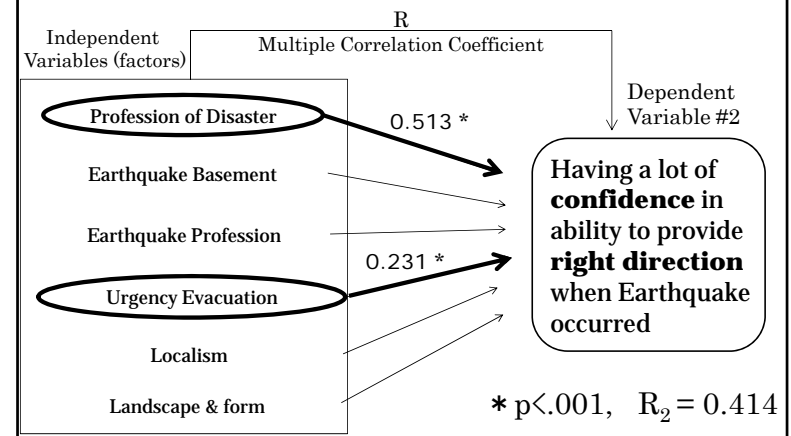 R
Multiple Correlation Coefficient
Independent
Variables (factors)
Dependent
Variable #2
Profession of Disaster
0.513 *
Earthquake Basement
Earthquake Profession
0.231 *
Urgency Evacuation
Localism
Landscape & form
Having a lot of
confidence in
ability to provide
right direction
when Earthquake
occurred
* p<.001, R₂ = 0.414